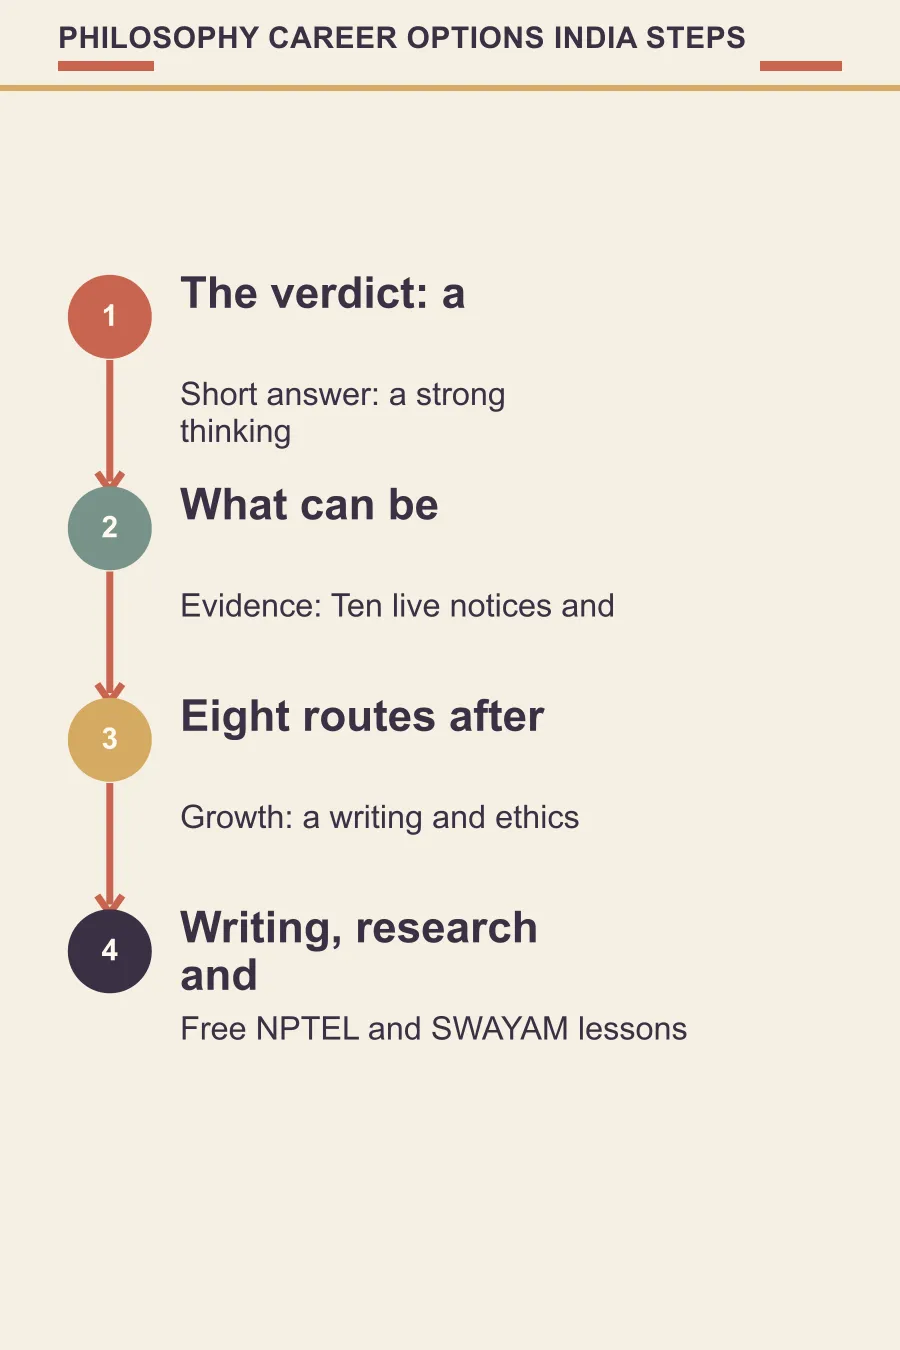 PHILOSOPHY CAREER OPTIONS INDIA STEPS
1
The verdict: a
Short answer: a strong
thinking
2
What can be
Evidence: Ten live notices and
3
Eight routes after
Growth: a writing and ethics
4
Writing, research
and
Free NPTEL and SWAYAM lessons